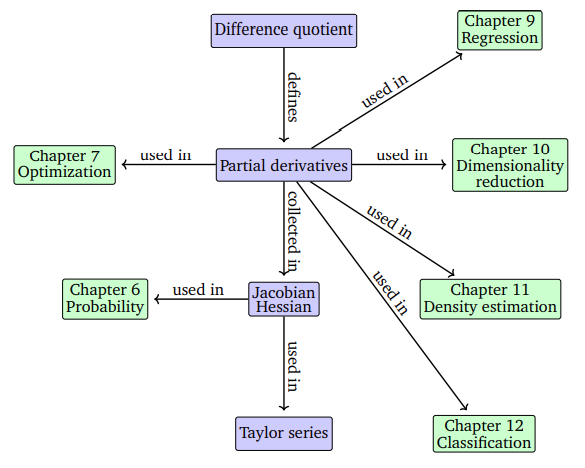 Difference quotient
Chapter 9
Regression
defines
used in
Chapter 7
Optimization
used in
Partial derivatives
used in
Chapter 10
Dimensionality
reduction
collected in
used in
used in
Chapter 6
Probability
used in
Jacobian
Hessian
Chapter 11
Density estimation
used in
Taylor series
Chapter 12
Classification